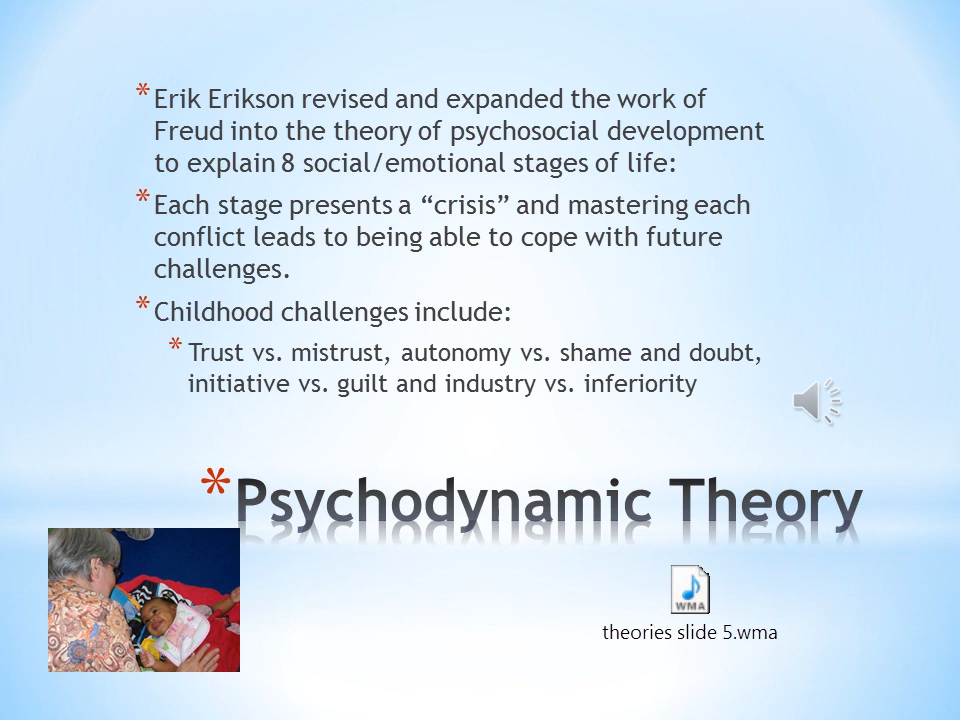 * Erik Erikson revised and expanded the work of
Freud into the theory of psychosocial development
to explain 8 social/emotional stages of life:
* Each stage presents a “crisis” and mastering each
conflict leads to being able to cope with future
challenges.
* Childhood challenges include:
* Trust vs. mistrust, autonomy vs. shame and doubt,
initiative vs. guilt and industry vs. inferiority
* Psychodynamic Theory
WMA
theories slide 5.wma